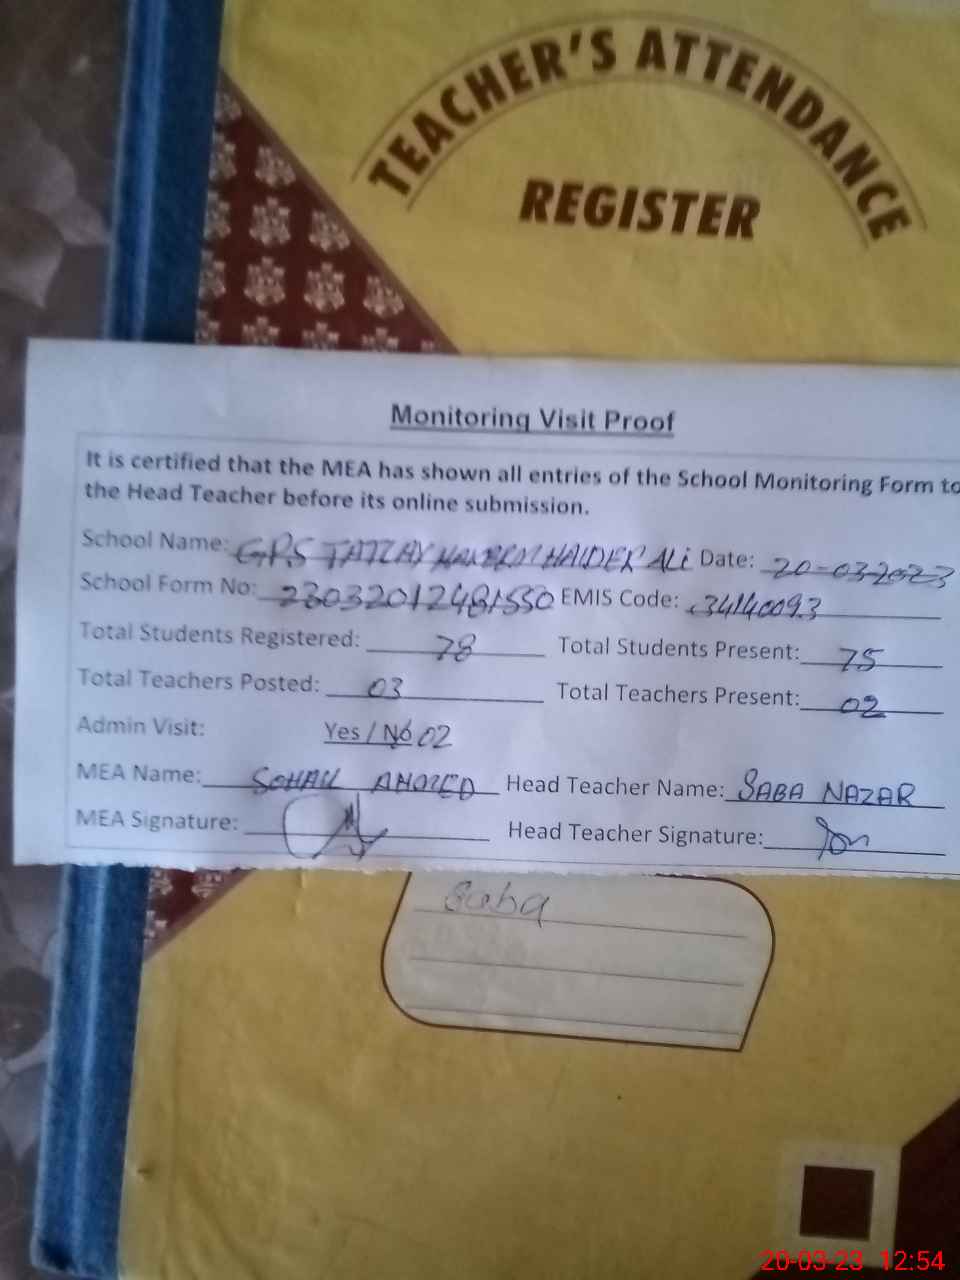 TEACHER'S ATTENDANCE
REGISTER
Monitoring Visit Proof
It is certified that the MEA has shown all entries of the School Monitoring Form to
the Head Teacher before its online submission.
School Name: GPS TATLAY HAIDER ALi Date: 20-03-2023
School Form No: 23032012481550 EMIS Code: 34140093
Total Students Registered: 78 Total Students Present: 75
Total Teachers Posted: 03 Total Teachers Present: 02
Admin Visit: Yes / No 02
MEA Name: SOHAIL AHMED Head Teacher Name: SABA NAZAR
MEA Signature: Head Teacher Signature:
Saba
20-03-23 12:54